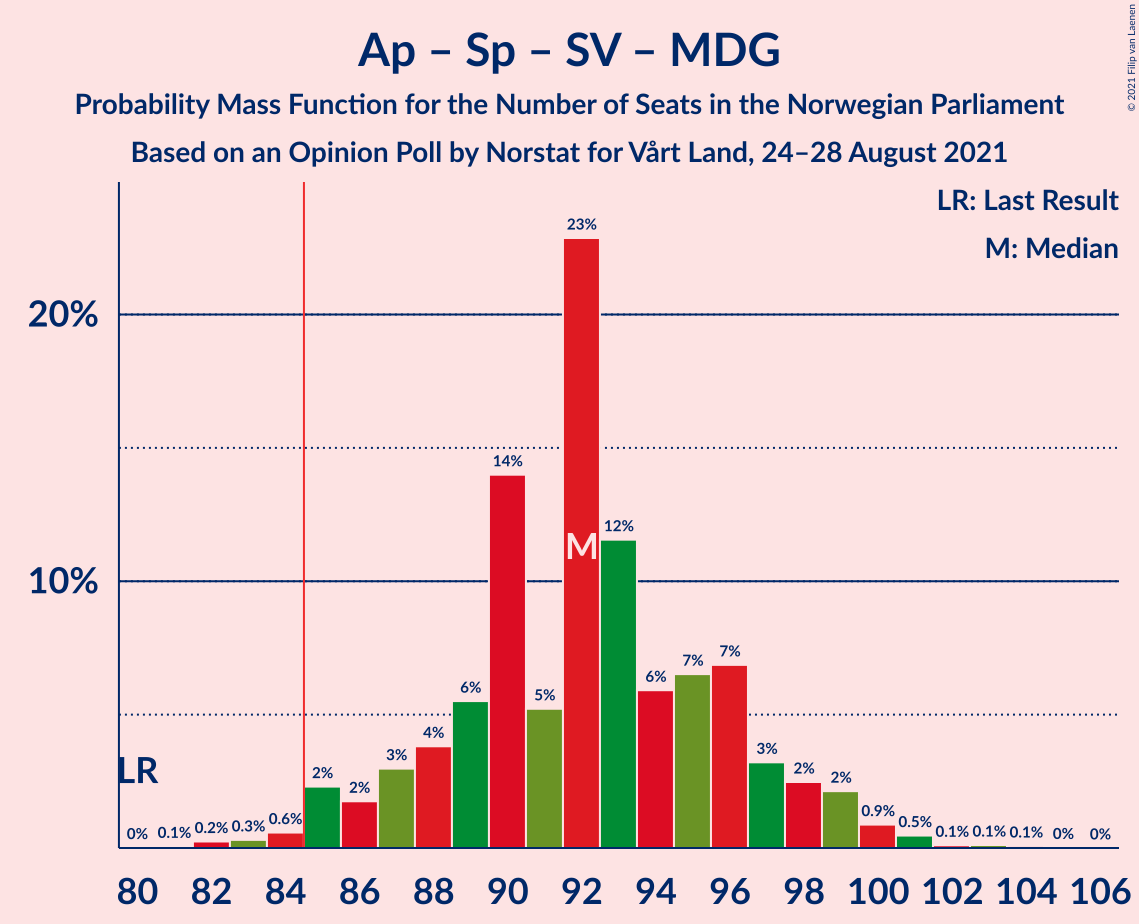 Ap – Sp – SV – MDG
Probability Mass Function for the Number of Seats in the Norwegian Parliament
Based on an Opinion Poll by Norstat for Vårt Land, 24–28 August 2021
© 2021 Filip van Laenen
LR: Last Result
M: Median
20%
10%
LR
M
0% 0.1% 0.2% 0.3% 0.6% 2% 2% 3% 4% 6% 14% 5% 23% 12% 6% 7% 7% 3% 2% 2% 0.9% 0.5% 0.1% 0.1% 0.1% 0% 0%
80 82 84 86 88 90 92 94 96 98 100 102 104 106